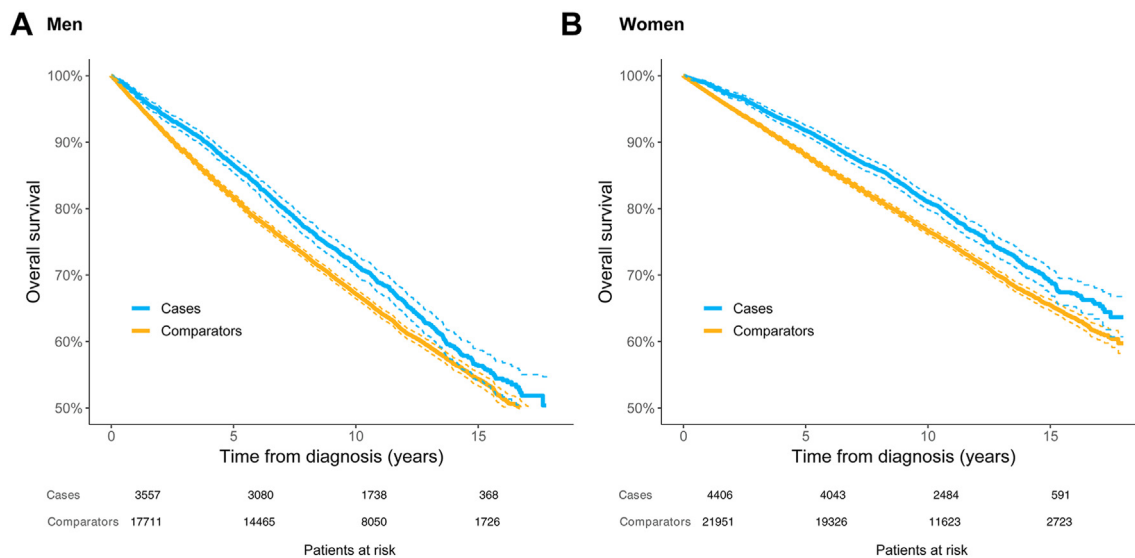 A Men
100%
90%
80%
70%
60%
50%
Overall survival
Cases
Comparators
0 5 10 15
Time from diagnosis (years)
Cases 3557 3080 1738 368
Comparators 17711 14465 8050 1726
Patients at risk
B Women
100%
90%
80%
70%
60%
50%
Overall survival
Cases
Comparators
0 5 10 15
Time from diagnosis (years)
Cases 4406 4043 2484 591
Comparators 21951 19326 11623 2723
Patients at risk